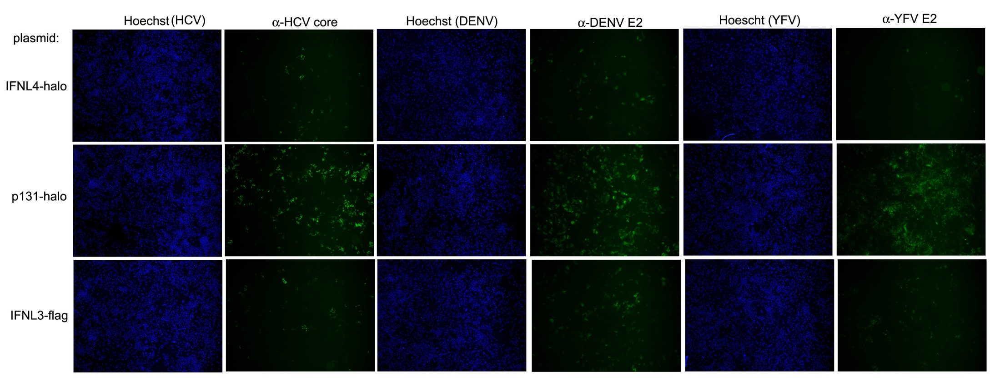 Hoechst (HCV) α-HCV core Hoechst (DENV) α-DENV E2 Hoescht (YFV) α-YFV E2
plasmid:
IFNL4-halo
p131-halo
IFNL3-flag